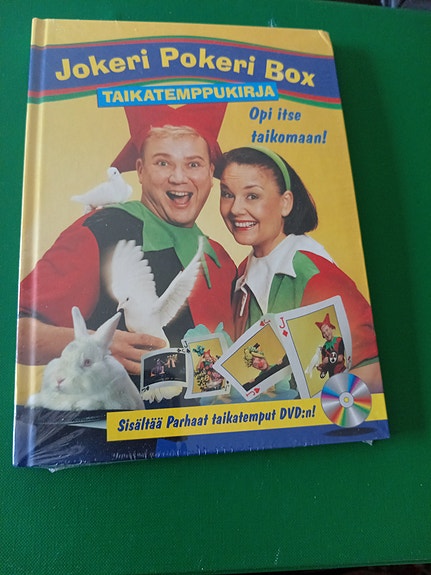 Jokeri Pokeri Box
TAIKATEMPPUKIRJA
Opi itse
taikomaan!
J
J
Sisältää Parhaat taikatemput DVD:n!